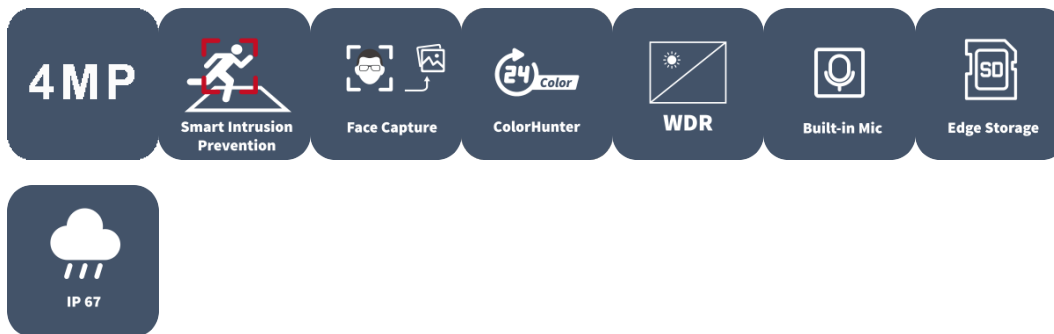 4MP
Smart Intrusion
Prevention
Face Capture
24 Color
ColorHunter
WDR
Built-in Mic
SD
Edge Storage
IP 67